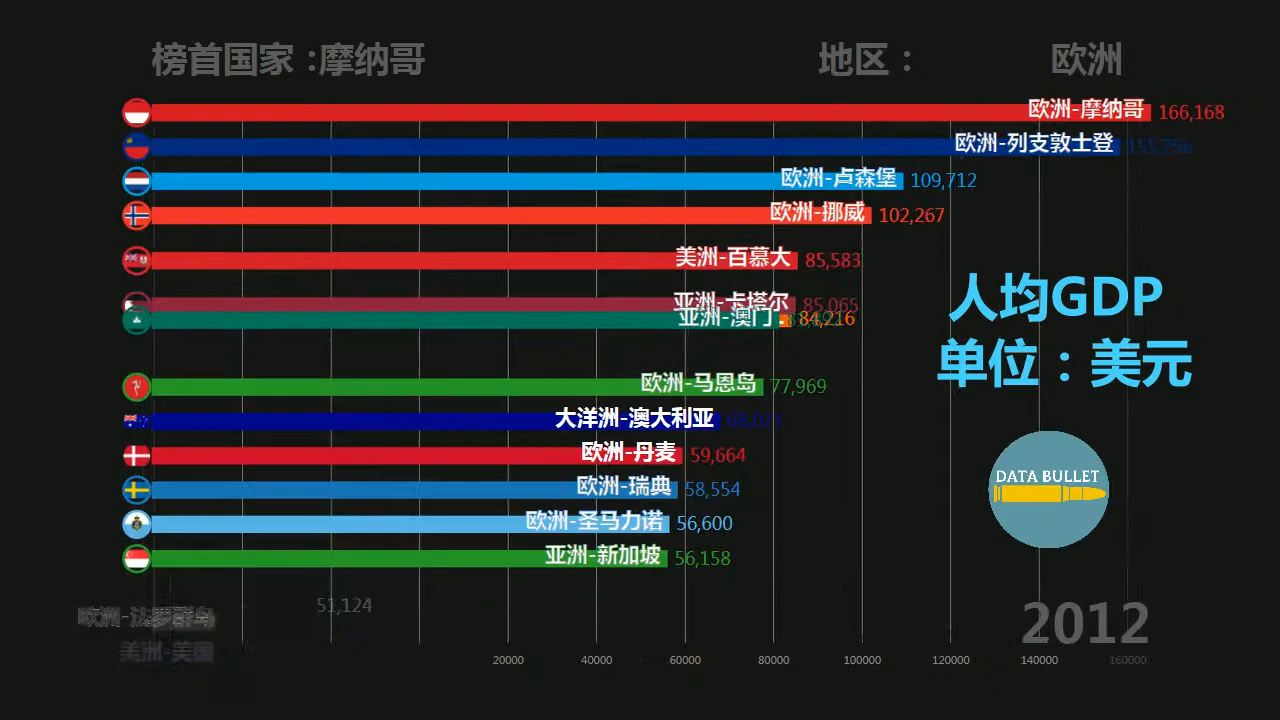 榜首国家 :摩纳哥 地区： 欧洲
欧洲-摩纳哥 166,168
欧洲-列支敦士登 155,756
欧洲-卢森堡 109,712
欧洲-挪威 102,267
美洲-百慕大 85,583
亚洲-卡塔尔 85,065
亚洲-澳门 84,216
人均GDP
单位：美元
欧洲-马恩岛 77,969
大洋洲-澳大利亚
欧洲-丹麦 59,664
欧洲-瑞典 58,554
DATA BULLET
欧洲-圣马力诺 56,600
亚洲-新加坡 56,158
51,124
欧洲-法罗群岛
美洲-美国
2012
20000 40000 60000 80000 100000 120000 140000 160000